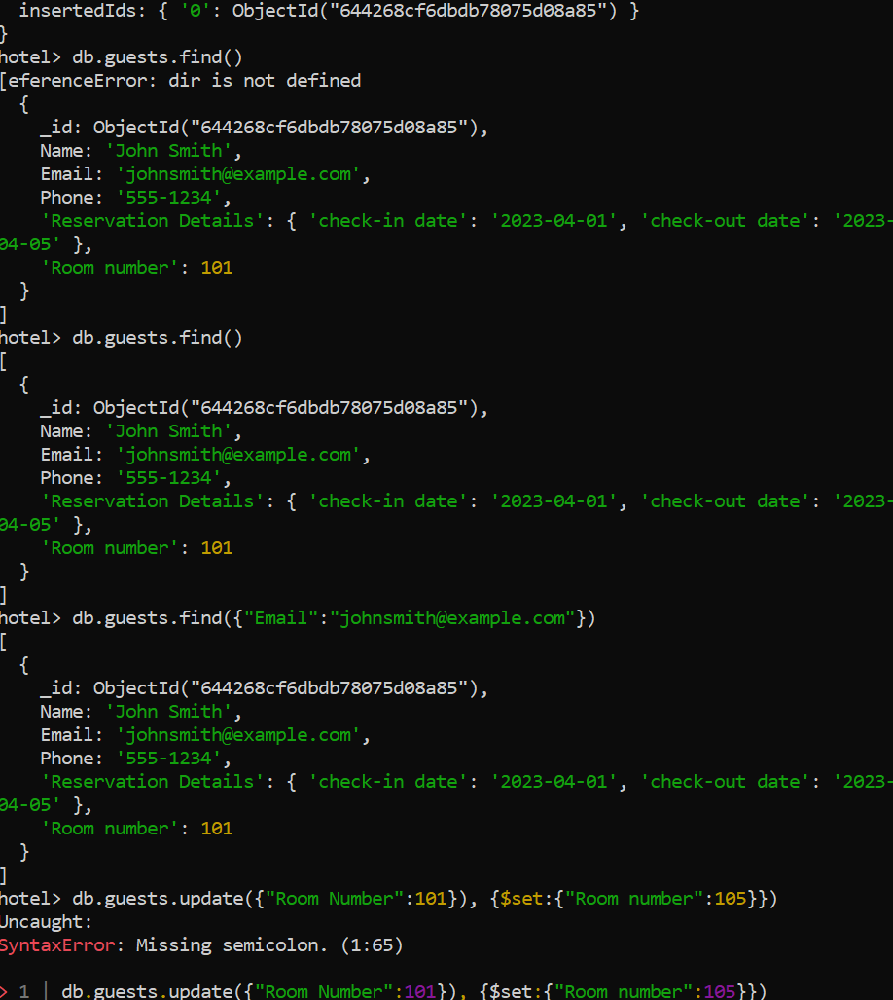 insertedIds: { '0': ObjectId("644268cf6dbdb78075d08a85") }
}
hotel> db.guests.find()
[eferenceError: dir is not defined
{
_id: ObjectId("644268cf6dbdb78075d08a85"),
Name: 'John Smith',
Email: 'johnsmith@example.com',
Phone: '555-1234',
'Reservation Details': { 'check-in date': '2023-04-01', 'check-out date': '2023-
04-05' },
'Room number': 101
}
]
hotel> db.guests.find()
[
{
_id: ObjectId("644268cf6dbdb78075d08a85"),
Name: 'John Smith',
Email: 'johnsmith@example.com',
Phone: '555-1234',
'Reservation Details': { 'check-in date': '2023-04-01', 'check-out date': '2023-
04-05' },
'Room number': 101
}
]
hotel> db.guests.find({"Email":"johnsmith@example.com"})
[
{
_id: ObjectId("644268cf6dbdb78075d08a85"),
Name: 'John Smith',
Email: 'johnsmith@example.com',
Phone: '555-1234',
'Reservation Details': { 'check-in date': '2023-04-01', 'check-out date': '2023-
04-05' },
'Room number': 101
}
]
hotel> db.guests.update({"Room Number":101}), {$set:{"Room number":105}})
Uncaught:
SyntaxError: Missing semicolon. (1:65)
> 1 | db.guests.update({"Room Number":101}), {$set:{"Room number":105}})